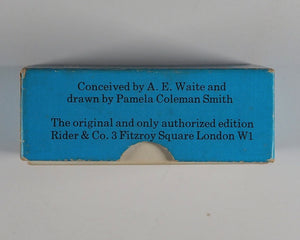 Conceived by A. E. Waite and
drawn by Pamela Coleman Smith
The original and only authorized edition
Rider & Co. 3 Fitzroy Square London W1